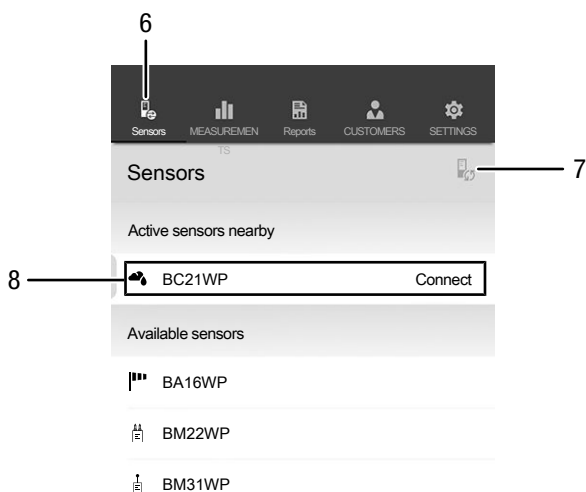 6
Sensors MEASUREMEN Reports CUSTOMERS SETTINGS
TS
Sensors
7
Active sensors nearby
8
BC21WP Connect
Available sensors
BA16WP
BM22WP
BM31WP